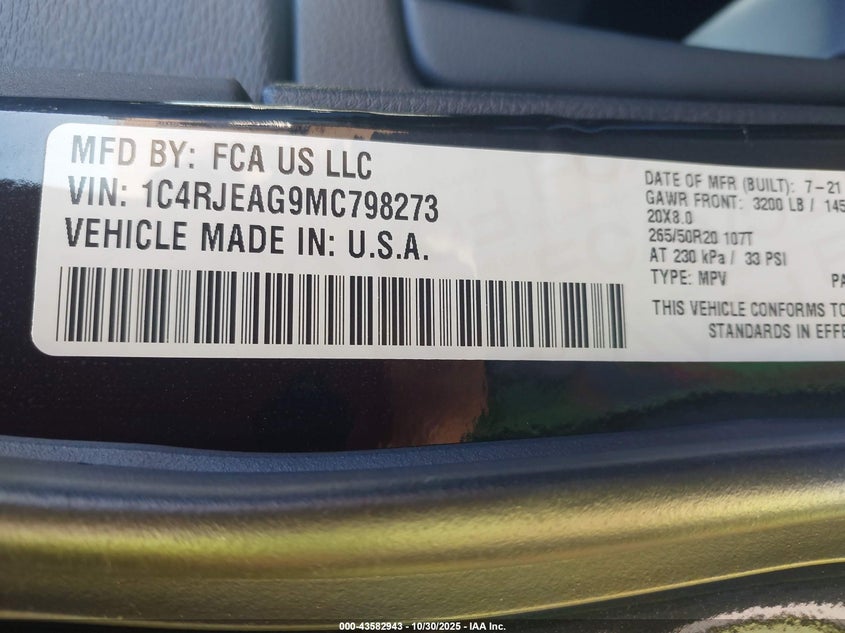 MFD BY: FCA US LLC
VIN: 1C4RJEAG9MC798273
VEHICLE MADE IN: U.S.A.
DATE OF MFR (BUILT): 7-21
GAWR FRONT: 3200 LB / 145
20X8.0
265/50R20 107T
AT 230 kPa / 33 PSI
TYPE: MPV PA
THIS VEHICLE CONFORMS TO
STANDARDS IN EFFE
000-43582943 / 10/30/2025 - IAA Inc.